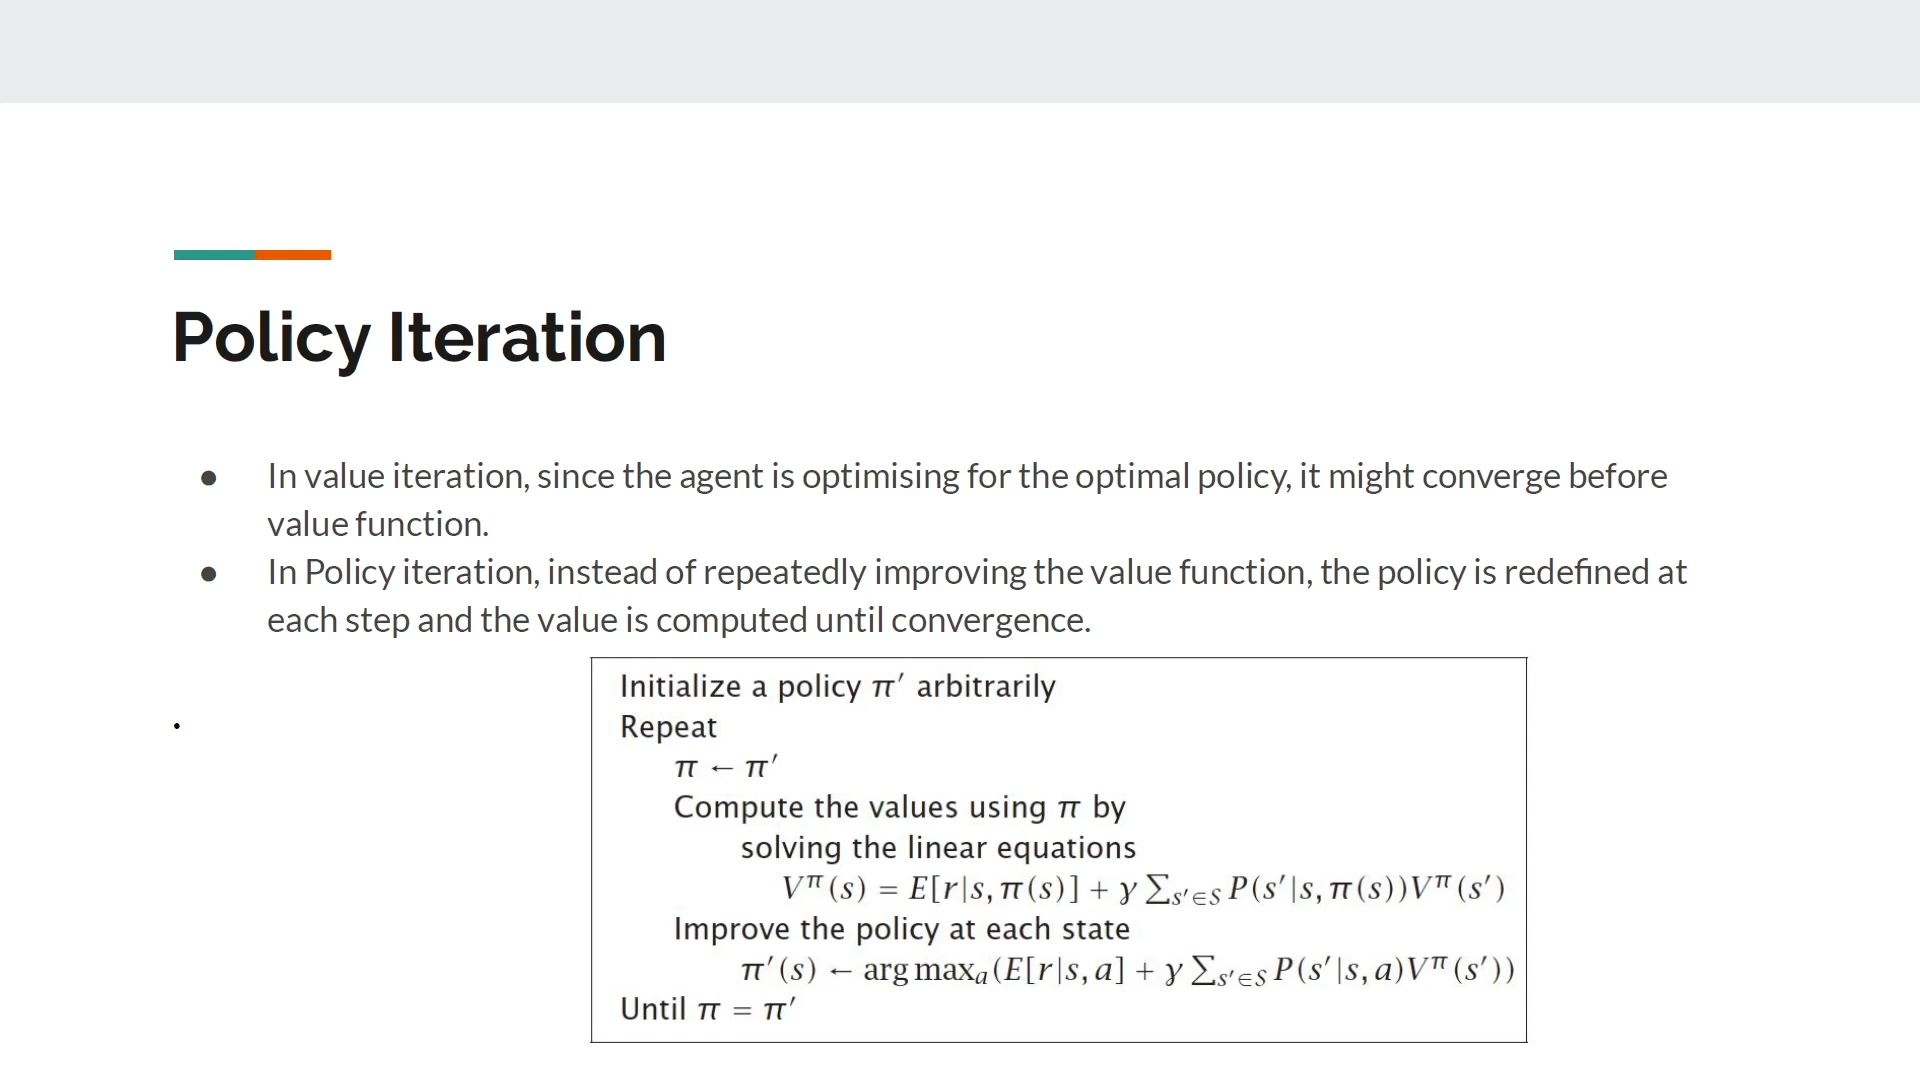 Policy Iteration
● In value iteration, since the agent is optimising for the optimal policy, it might converge before
value function.
● In Policy iteration, instead of repeatedly improving the value function, the policy is redefined at
each step and the value is computed until convergence.
Initialize a policy π′ arbitrarily
Repeat
π ← π′
Compute the values using π by
solving the linear equations
V^π(s) = E[r|s, π(s)] + γ ∑_{s′∈S} P(s′|s, π(s))V^π(s′)
Improve the policy at each state
π′(s) ← arg max_a(E[r|s, a] + γ ∑_{s′∈S} P(s′|s, a)V^π(s′))
Until π = π′